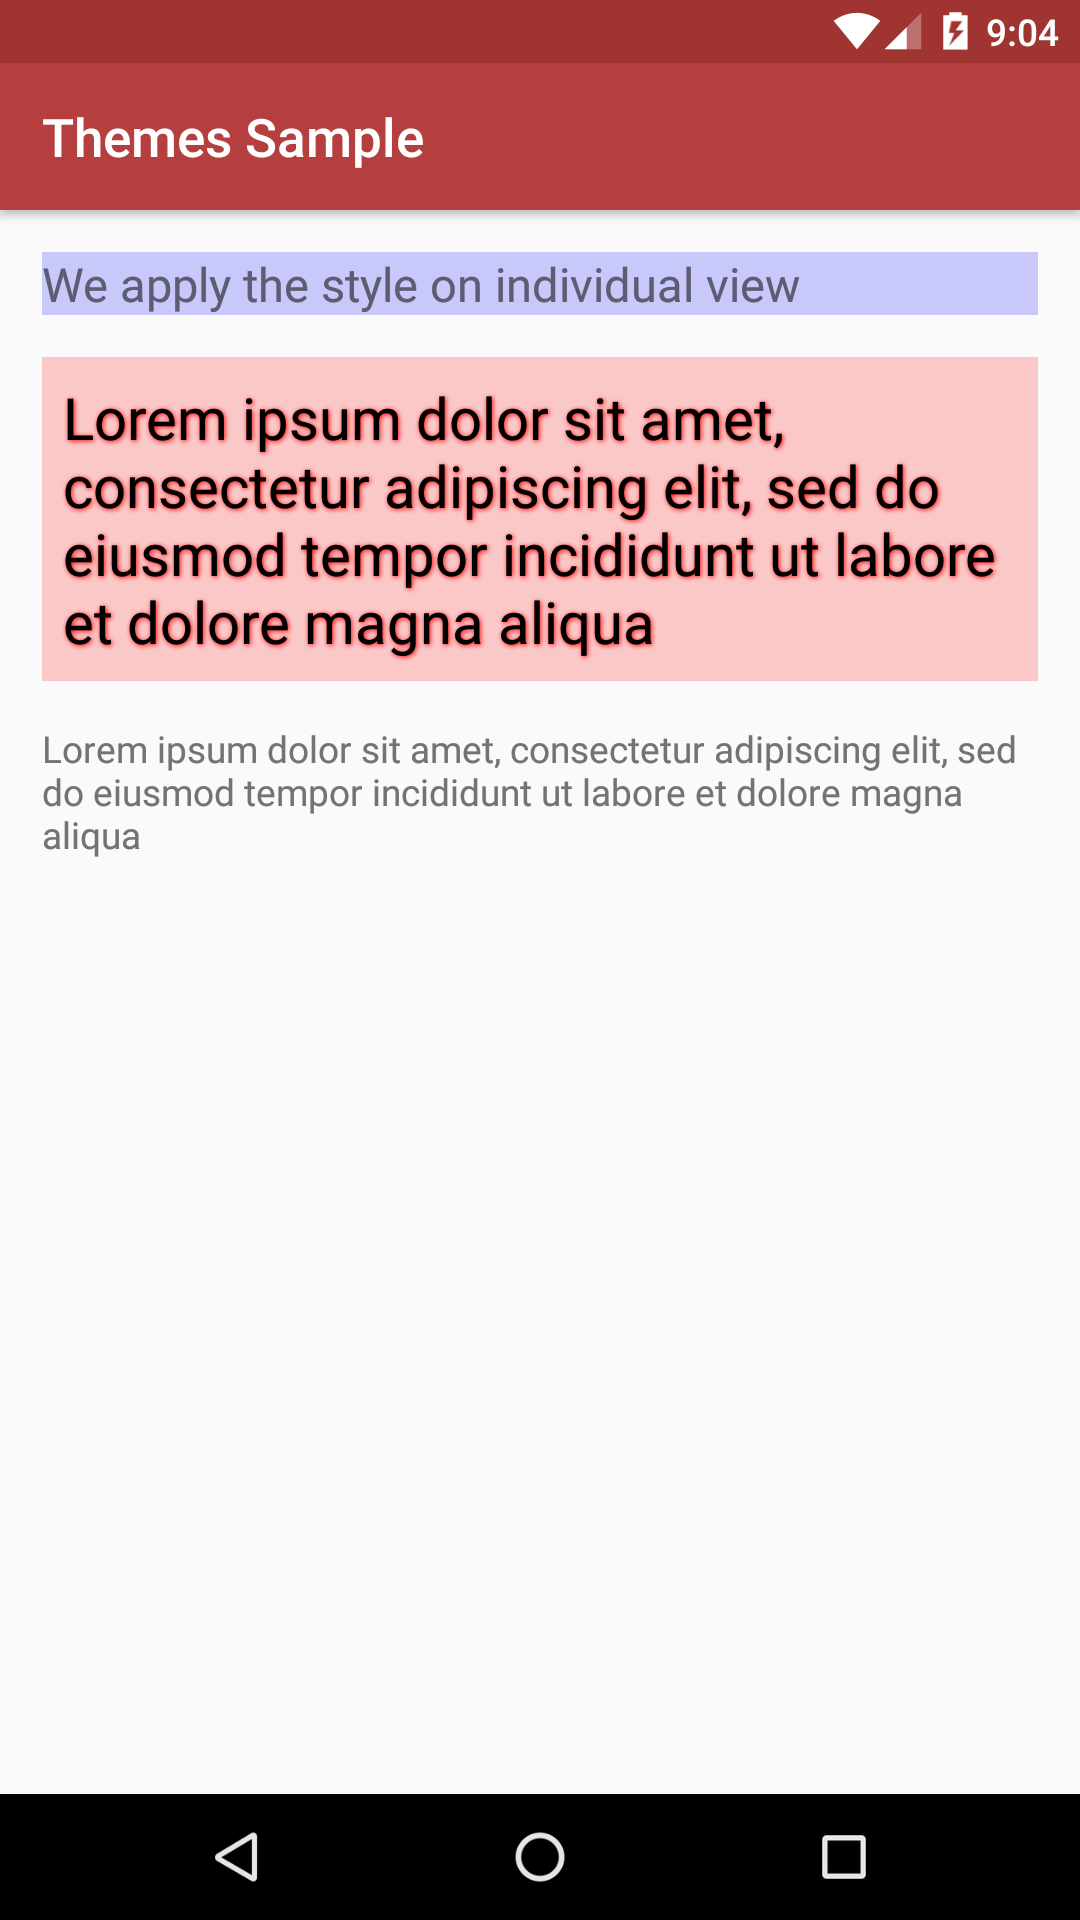 9:04
Themes Sample
We apply the style on individual view
Lorem ipsum dolor sit amet,
consectetur adipiscing elit, sed do
eiusmod tempor incididunt ut labore
et dolore magna aliqua
Lorem ipsum dolor sit amet, consectetur adipiscing elit, sed
do eiusmod tempor incididunt ut labore et dolore magna
aliqua